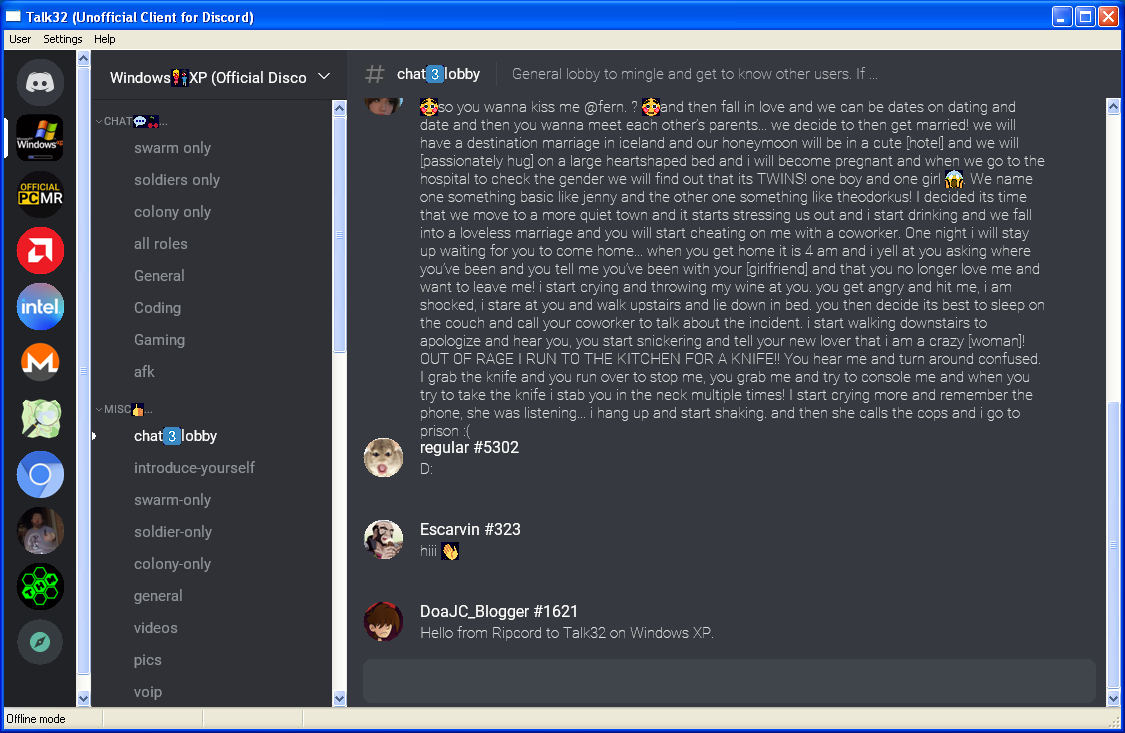 Talk32 (Unofficial Client for Discord)
User Settings Help
Windows XP
OFFICIAL
PCMR
intel
Windows👫XP (Official Disco
CHAT💬...
swarm only
soldiers only
colony only
all roles
General
Coding
Gaming
afk
MISC👍...
chat3️⃣lobby
introduce-yourself
swarm-only
soldier-only
colony-only
general
videos
pics
voip
# chat3️⃣lobby General lobby to mingle and get to know other users. If ...
🥰so you wanna kiss me @fern. ? 🥰and then fall in love and we can be dates on dating and
date and then you wanna meet each other's parents... we decide to then get married! we will
have a destination marriage in iceland and our honeymoon will be in a cute [hotel] and we will
[passionately hug] on a large heartshaped bed and i will become pregnant and when we go to the
hospital to check the gender we will find out that its TWINS! one boy and one girl 😱. We name
one something basic like jenny and the other one something like theodorkus! I decided its time
that we move to a more quiet town and it starts stressing us out and i start drinking and we fall
into a loveless marriage and you will start cheating on me with a coworker. One night i will stay
up waiting for you to come home... when you get home it is 4 am and i yell at you asking where
you've been and you tell me you've been with your [girlfriend] and that you no longer love me and
want to leave me! i start crying and throwing my wine at you. you get angry and hit me, i am
shocked, i stare at you and walk upstairs and lie down in bed. you then decide its best to sleep on
the couch and call your coworker to talk about the incident. i start walking downstairs to
apologize and hear you, you start snickering and tell your new lover that i am a crazy [woman]!
OUT OF RAGE I RUN TO THE KITCHEN FOR A KNIFE!! You hear me and turn around confused.
I grab the knife and you run over to stop me, you grab me and try to console me and when you
try to take the knife i stab you in the neck multiple times! I start crying more and remember the
phone, she was listening... i hang up and start shaking. and then she calls the cops and i go to
prison :(
regular #5302
D:
Escarvin #323
hiii 👋
DoaJC_Blogger #1621
Hello from Ripcord to Talk32 on Windows XP.
Offline mode